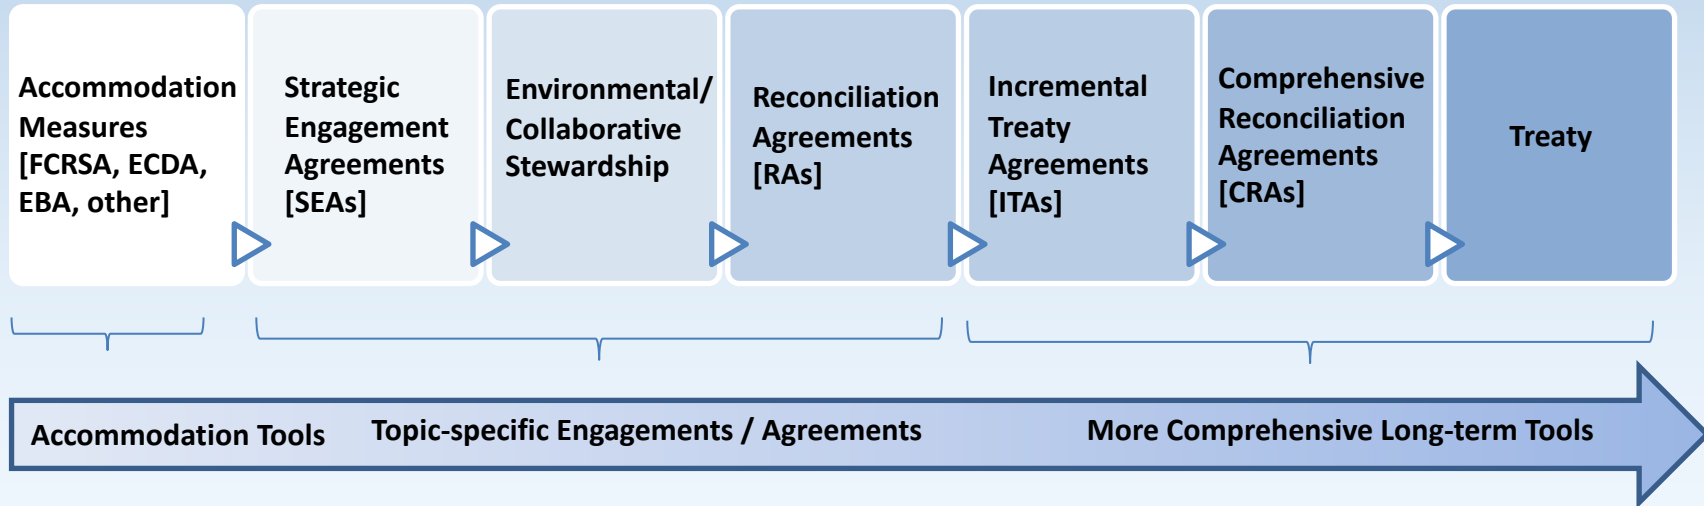 Accommodation
Measures
[FCRSA, ECDA,
EBA, other]
Strategic
Engagement
Agreements
[SEAs]
Environmental/
Collaborative
Stewardship
Reconciliation
Agreements
[RAs]
Incremental
Treaty
Agreements
[ITAs]
Comprehensive
Reconciliation
Agreements
[CRAs]
Treaty
Accommodation Tools
Topic-specific Engagements / Agreements
More Comprehensive Long-term Tools